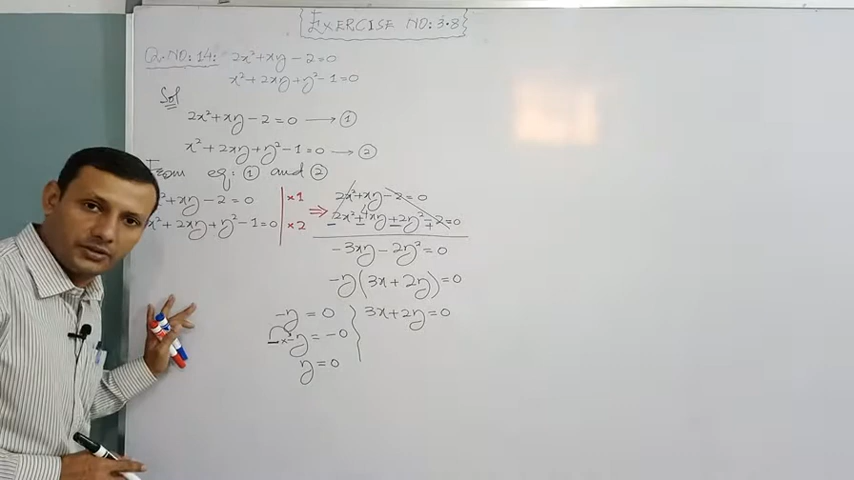 EXERCISE NO: 3.8
Q.NO: 14: 2x²+xy-2=0
x²+2xy+y²-1=0
Sol
2x²+xy-2=0 → ①
x²+2xy+y²-1=0 → ②
From eq: ① and ②
x²+xy-2=0 | ×1 ⇒ 2x²+xy-2=0
x²+2xy+y²-1=0 | ×2 2x²+4xy+2y²-2=0
- - - +
-3xy-2y²=0
-y(3x+2y)=0
-y=0 3x+2y=0
-×-y=-0
y=0